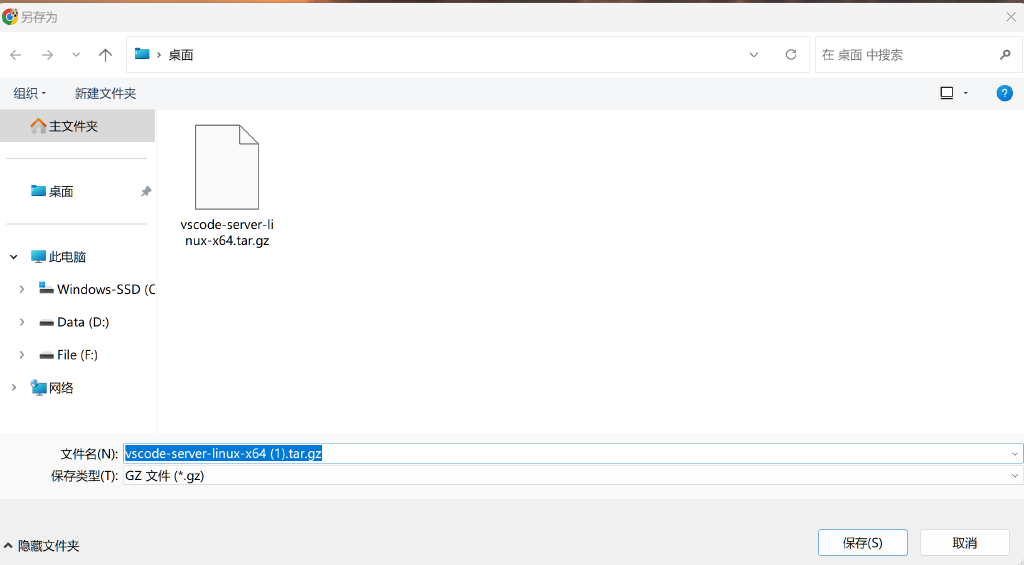 另存为
桌面
在 桌面 中搜索
组织
新建文件夹
主文件夹
桌面
此电脑
Windows-SSD (C
Data (D:)
File (F:)
网络
vscode-server-li
nux-x64.tar.gz
文件名(N): vscode-server-linux-x64 (1).tar.gz
保存类型(T): GZ 文件 (*.gz)
隐藏文件夹
保存(S)
取消